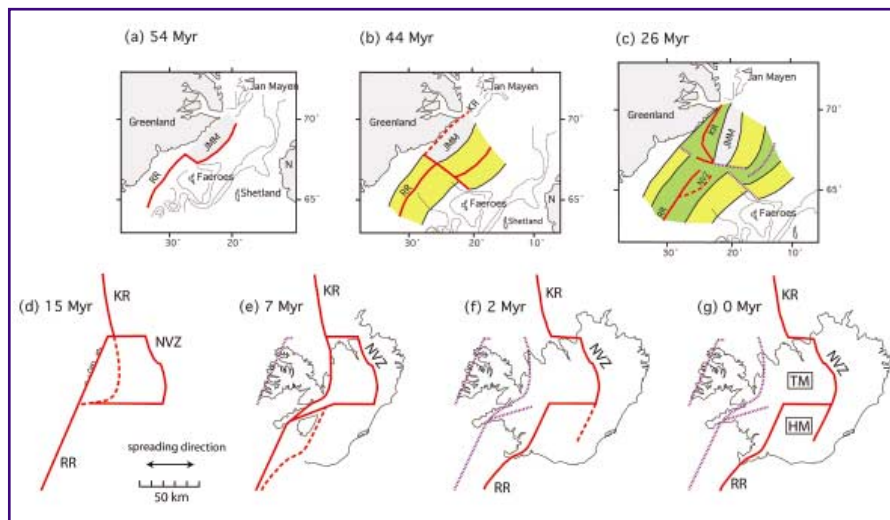 (a) 54 Myr
(b) 44 Myr
(c) 26 Myr
Jan Mayen
Greenland
70°
JMM
RR
Faeroes
Shetland
N
65°
30°
20°
Jan Mayen
KR
Greenland
70°
JMM
RR
65°
Faeroes
Shetland
N
30°
20°
10°
Jan Mayen
Greenland
70°
KR
JMM
NVZ
65°
RR
Faeroes
30°
20°
10°
(d) 15 Myr
KR
NVZ
RR
spreading direction
50 km
(e) 7 Myr
KR
NVZ
(f) 2 Myr
KR
NVZ
RR
(g) 0 Myr
KR
NVZ
TM
HM
RR